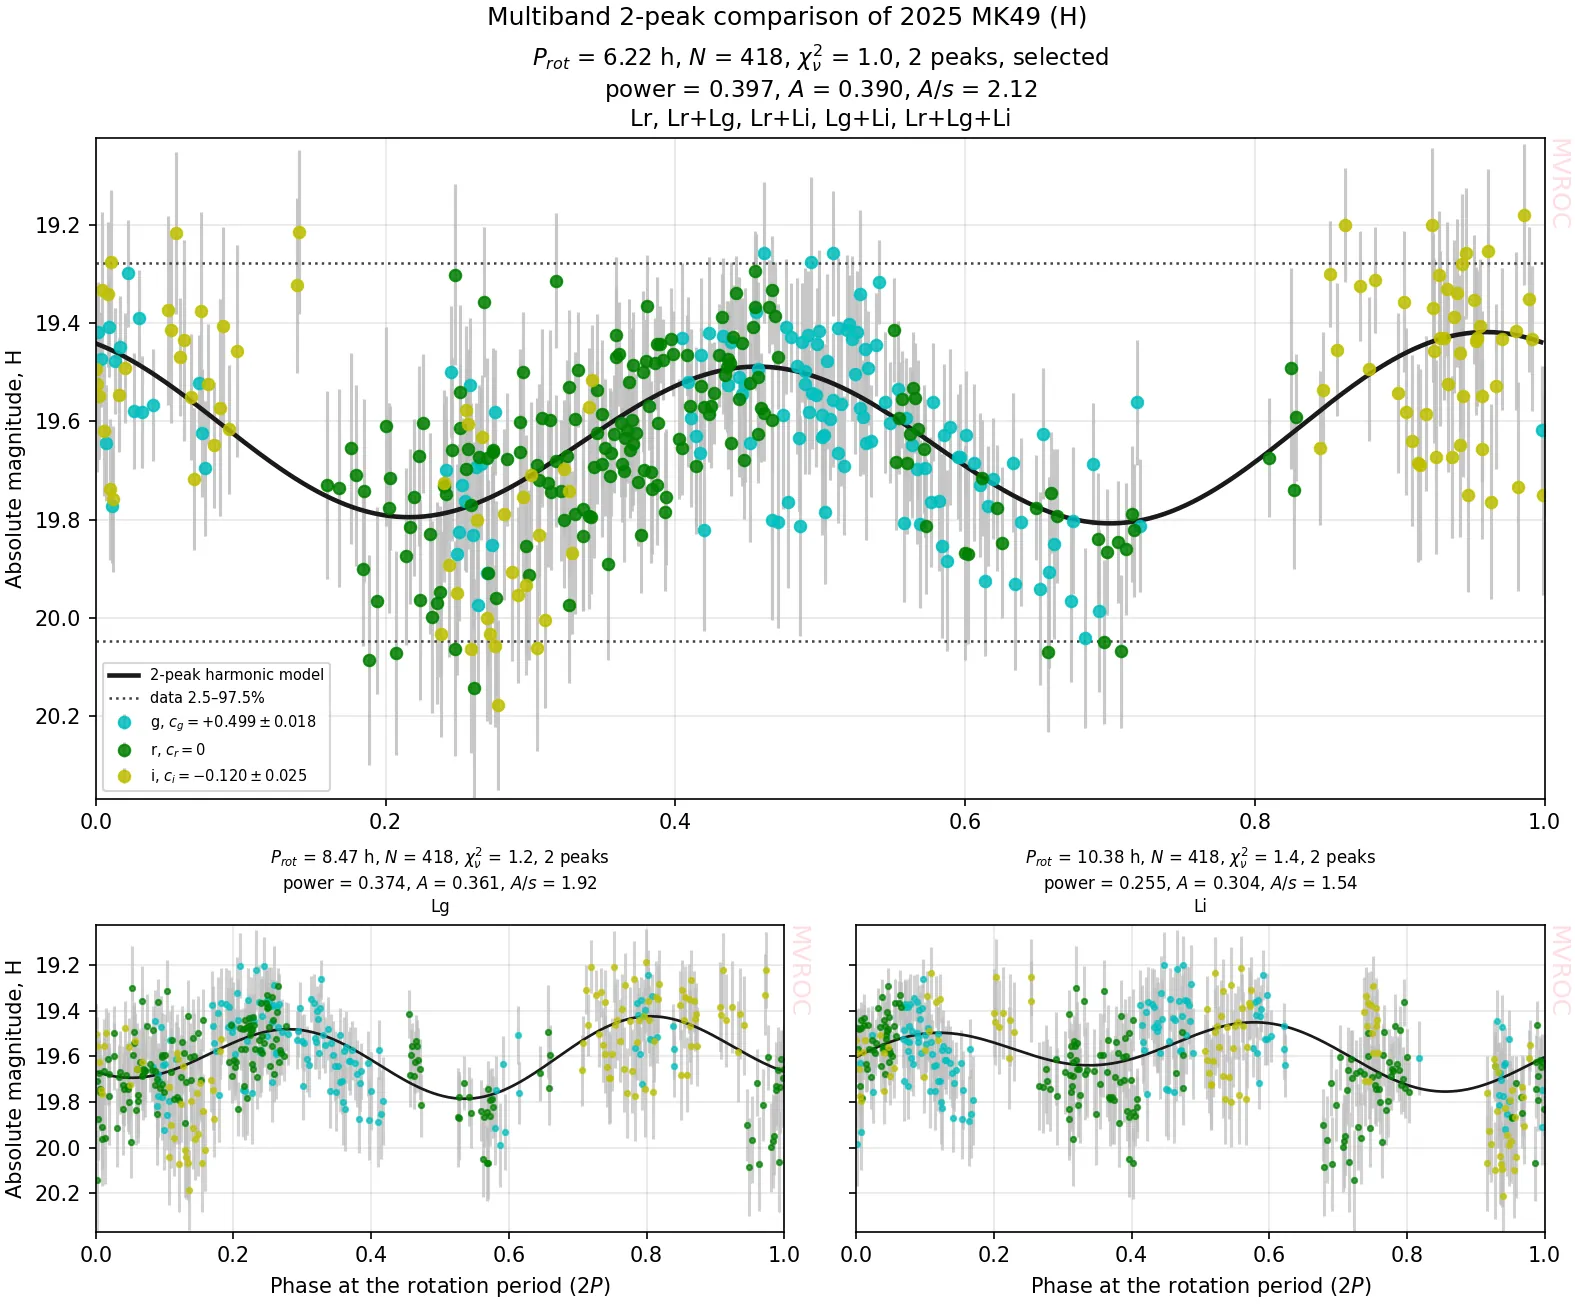 Multiband 2-peak comparison of 2025 MK49 (H)
P_rot = 6.22 h, N = 418, χ²_ν = 1.0, 2 peaks, selected
power = 0.397, A = 0.390, A/s = 2.12
Lr, Lr+Lg, Lr+Li, Lg+Li, Lr+Lg+Li
MVROC
Absolute magnitude, H
19.2
19.4
19.6
19.8
20.0
20.2
2-peak harmonic model
data 2.5–97.5%
g, c_g = +0.499 ± 0.018
r, c_r = 0
i, c_i = −0.120 ± 0.025
0.0 0.2 0.4 0.6 0.8 1.0
P_rot = 8.47 h, N = 418, χ²_ν = 1.2, 2 peaks
power = 0.374, A = 0.361, A/s = 1.92
Lg
MVROC
Absolute magnitude, H
19.2
19.4
19.6
19.8
20.0
20.2
0.0 0.2 0.4 0.6 0.8 1.0
Phase at the rotation period (2P)
P_rot = 10.38 h, N = 418, χ²_ν = 1.4, 2 peaks
power = 0.255, A = 0.304, A/s = 1.54
Li
MVROC
0.0 0.2 0.4 0.6 0.8 1.0
Phase at the rotation period (2P)